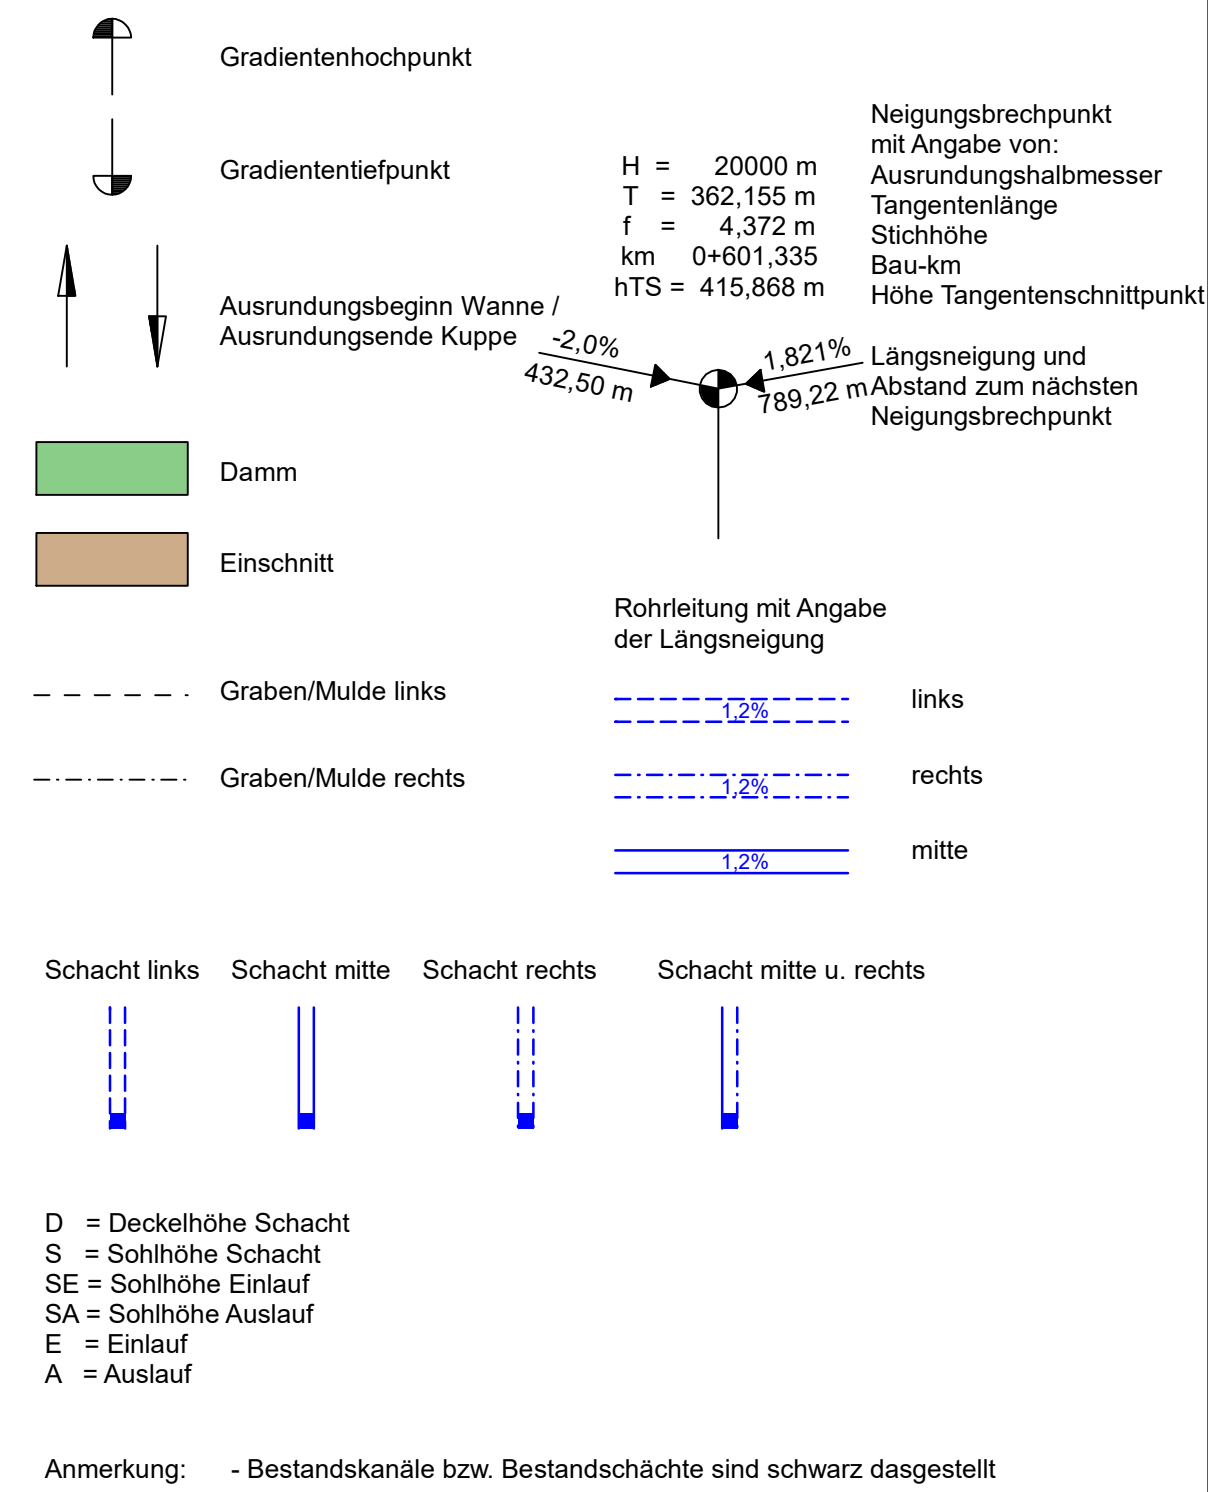 Gradientenhochpunkt
Gradiententiefpunkt
Ausrundungsbeginn Wanne /
Ausrundungsende Kuppe
Damm
Einschnitt
Graben/Mulde links
Graben/Mulde rechts
H = 20000 m
T = 362,155 m
f = 4,372 m
km 0+601,335
hTS = 415,868 m
Neigungsbrechpunkt
mit Angabe von:
Ausrundungshalbmesser
Tangentenlänge
Stichhöhe
Bau-km
Höhe Tangentenschnittpunkt
-2,0%
432,50 m
1,821%
789,22 m
Längsneigung und
Abstand zum nächsten
Neigungsbrechpunkt
Rohrleitung mit Angabe
der Längsneigung
1,2% links
1,2% rechts
1,2% mitte
Schacht links Schacht mitte Schacht rechts Schacht mitte u. rechts
D = Deckelhöhe Schacht
S = Sohlhöhe Schacht
SE = Sohlhöhe Einlauf
SA = Sohlhöhe Auslauf
E = Einlauf
A = Auslauf
Anmerkung: - Bestandskanäle bzw. Bestandschächte sind schwarz dasgestellt